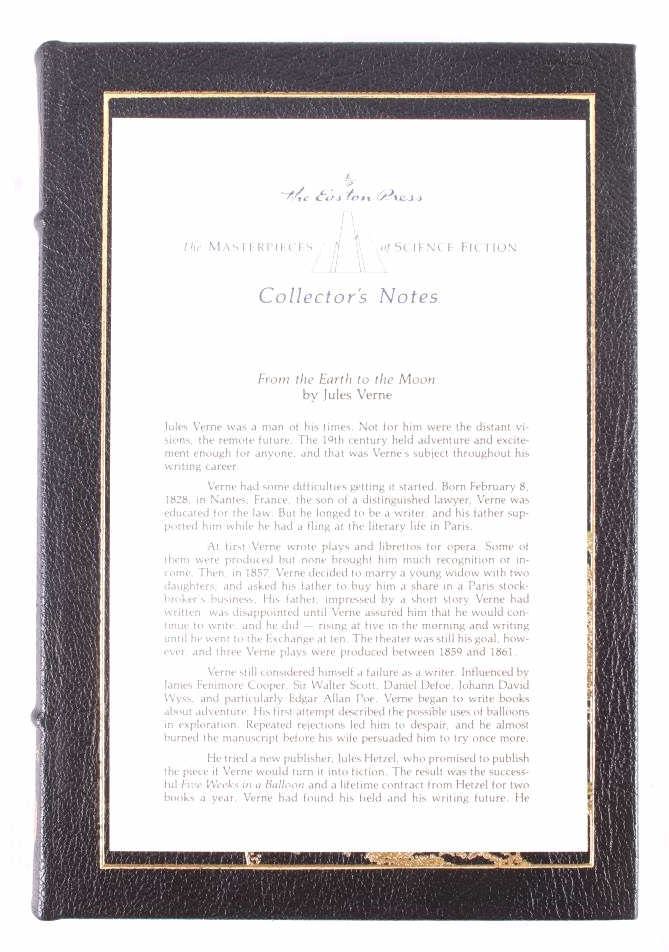 The Easton Press
The MASTERPIECES of SCIENCE FICTION
Collector's Notes
From the Earth to the Moon
by Jules Verne
Jules Verne was a man of his times. Not for him were the distant vi-
sions, the remote future. The 19th century held adventure and excite-
ment enough for anyone, and that was Verne's subject throughout his
writing career.
Verne had some difficulties getting it started. Born February 8,
1828, in Nantes, France, the son of a distinguished lawyer, Verne was
educated for the law. But he longed to be a writer, and his father sup-
ported him while he had a fling at the literary life in Paris.
At first Verne wrote plays and librettos for opera. Some of
them were produced but none brought him much recognition or in-
come. Then, in 1857, Verne decided to marry a young widow with two
daughters, and asked his father to buy him a share in a Paris stock-
broker's business. His father, impressed by a short story Verne had
written, was disappointed until Verne assured him that he would con-
tinue to write, and he did — rising at five in the morning and writing
until he went to the Exchange at ten. The theater was still his goal, how-
ever, and three Verne plays were produced between 1859 and 1861.
Verne still considered himself a failure as a writer. Influenced by
James Fenimore Cooper, Sir Walter Scott, Daniel Defoe, Johann David
Wyss, and particularly Edgar Allan Poe, Verne began to write books
about adventure. His first attempt described the possible uses of balloons
in exploration. Repeated rejections led him to despair, and he almost
burned the manuscript before his wife persuaded him to try once more.
He tried a new publisher, Jules Hetzel, who promised to publish
the piece if Verne would turn it into fiction. The result was the success-
ful Five Weeks in a Balloon and a lifetime contract from Hetzel for two
books a year. Verne had found his field and his writing future. He